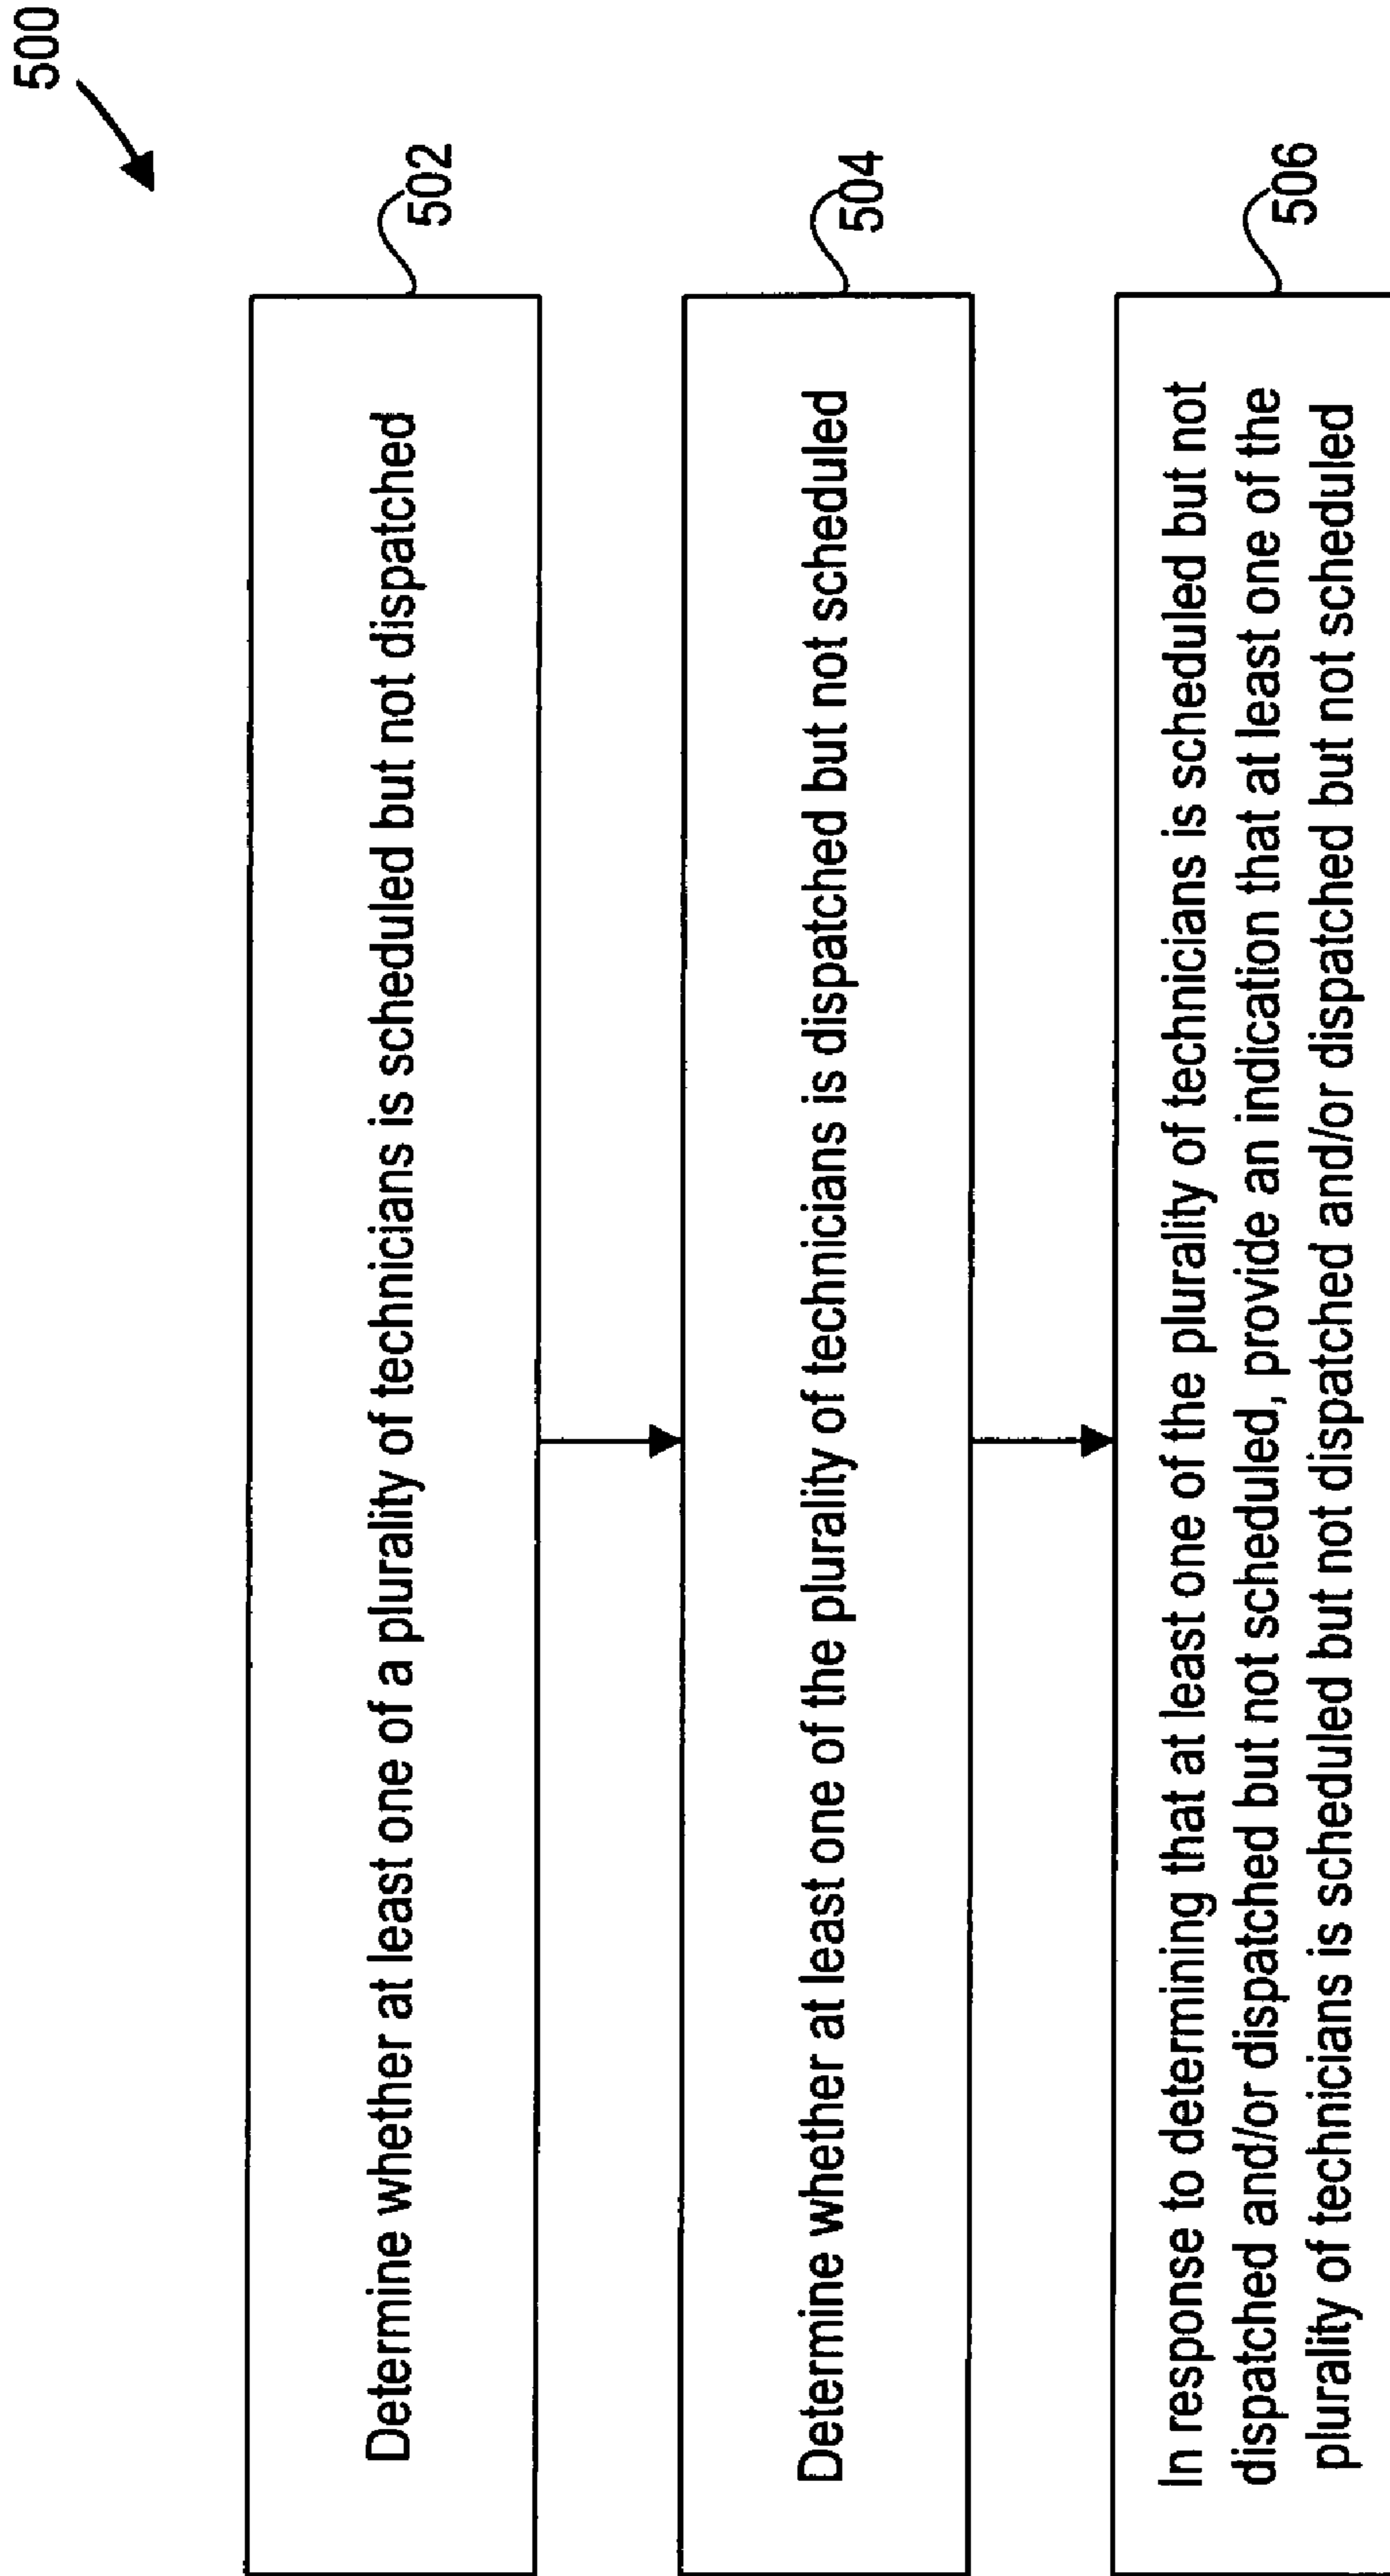 500
Determine whether at least one of a plurality of technicians is scheduled but not dispatched
502
Determine whether at least one of the plurality of technicians is dispatched but not scheduled
504
In response to determining that at least one of the plurality of technicians is scheduled but not
dispatched and/or dispatched but not scheduled, provide an indication that at least one of the
plurality of technicians is scheduled but not dispatched and/or dispatched but not scheduled
506